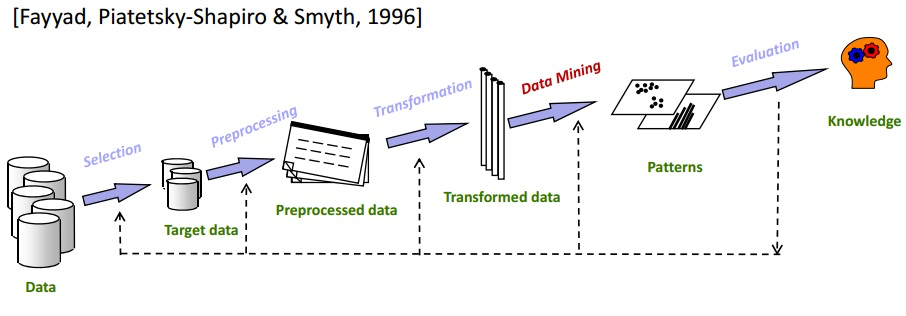 [Fayyad, Piatetsky-Shapiro & Smyth, 1996]
Selection
Preprocessing
Transformation
Data Mining
Evaluation
Data
Target data
Preprocessed data
Transformed data
Patterns
Knowledge